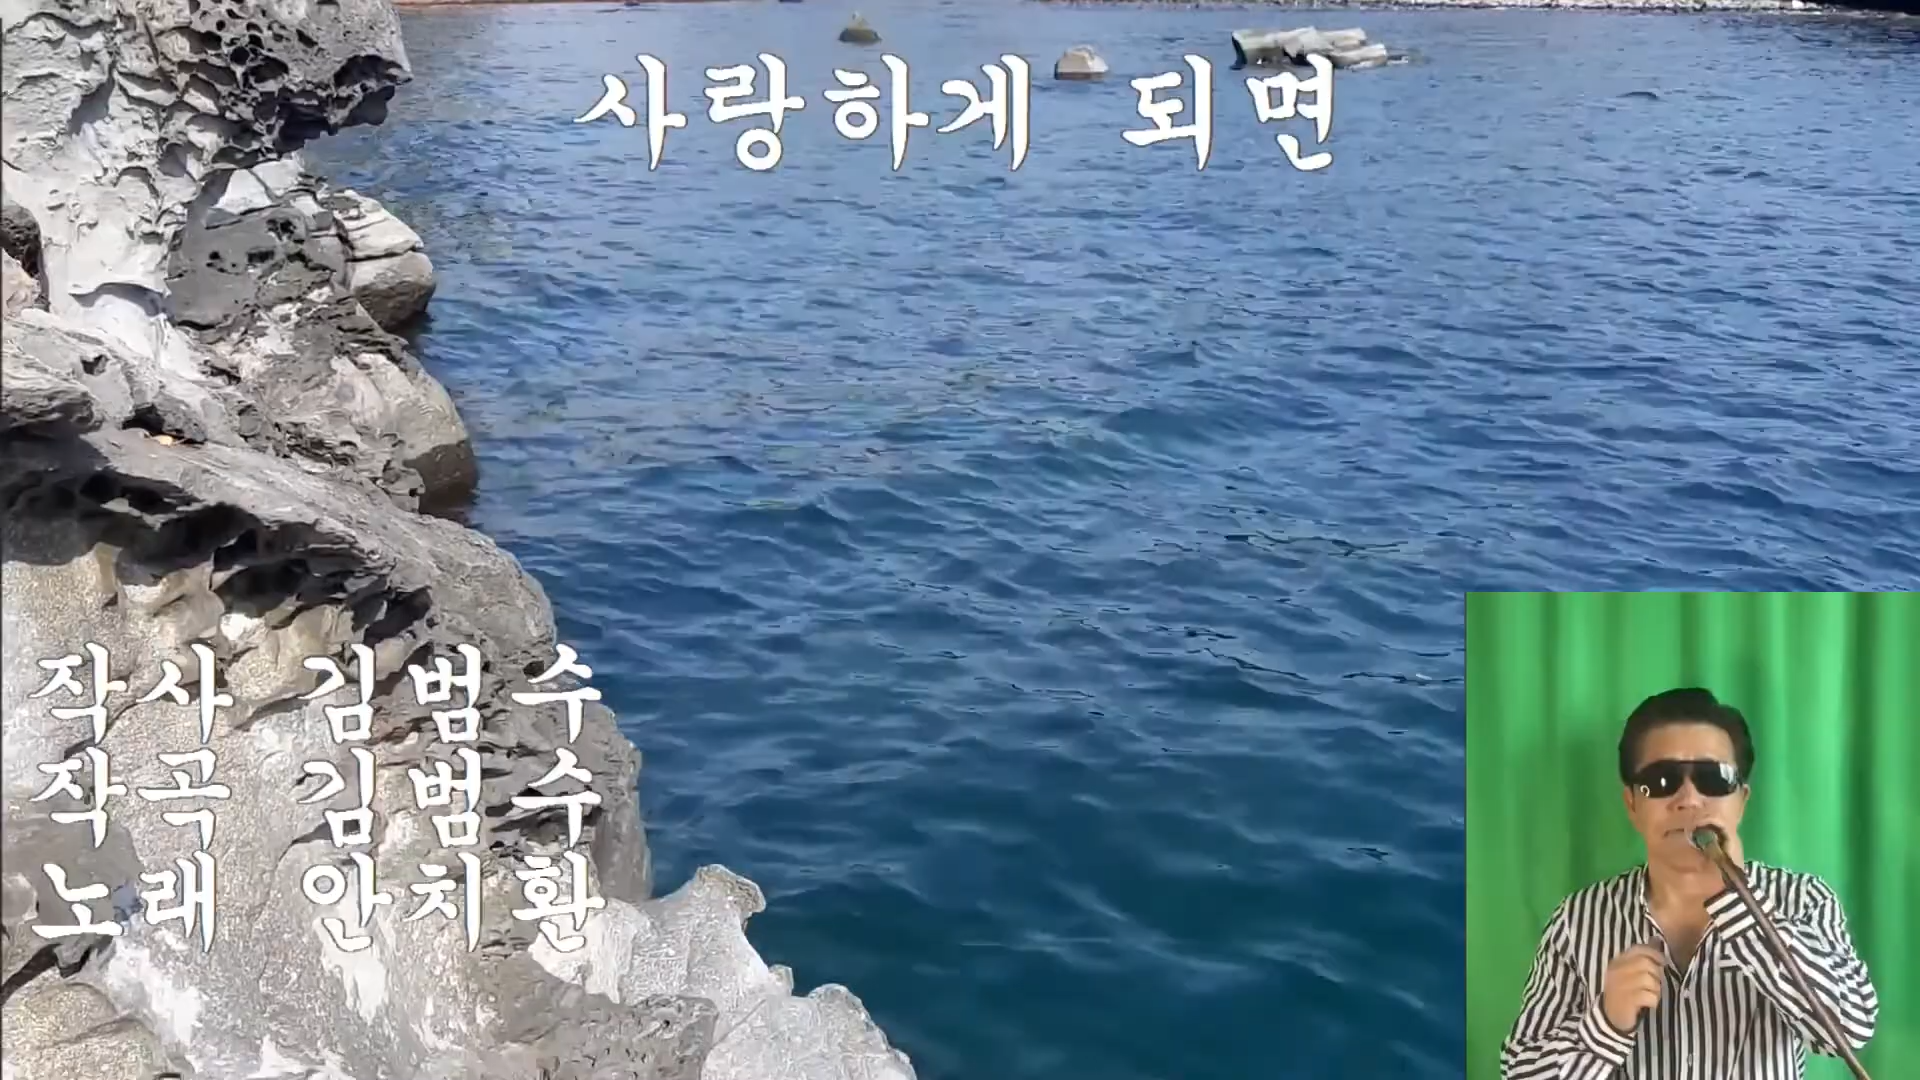 사랑하게 되면
작사 김범수
작곡 김범수
노래 안치환